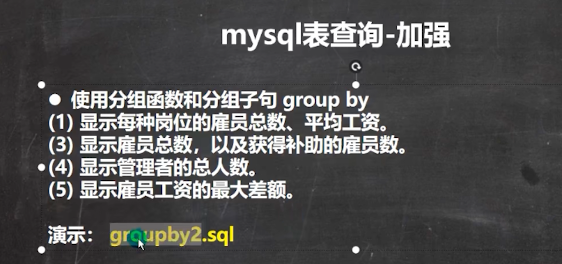 mysql表查询-加强
● 使用分组函数和分组子句 group by
(1) 显示每种岗位的雇员总数、平均工资。
(3) 显示雇员总数，以及获得补助的雇员数。
(4) 显示管理者的总人数。
(5) 显示雇员工资的最大差额。
演示： groupby2.sql